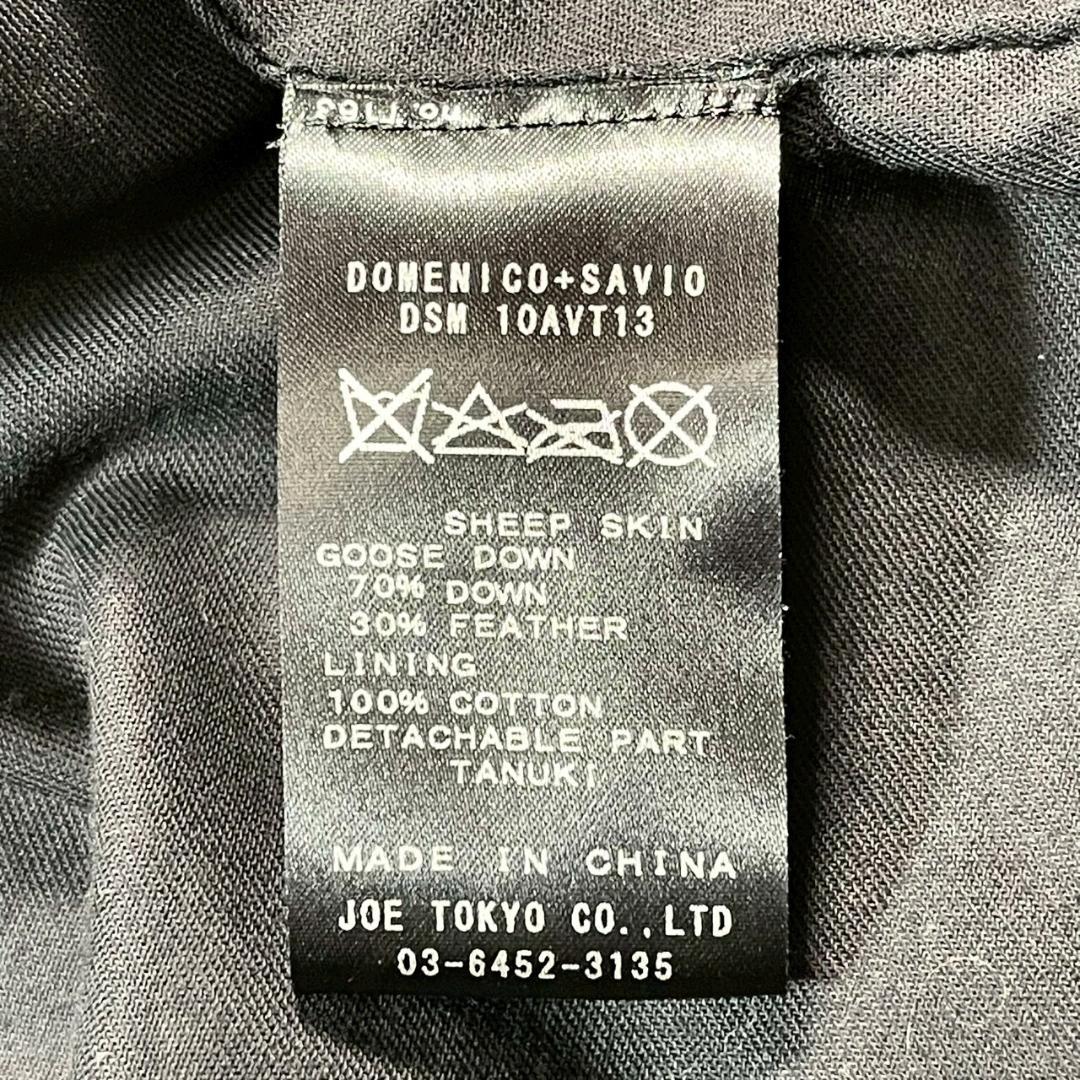 DOMENICO+SAVIO
DSM 10AVT13
SHEEP SKIN
GOOSE DOWN
70% DOWN
30% FEATHER
LINING
100% COTTON
DETACHABLE PART
TANUKI
MADE IN CHINA
JOE TOKYO CO.,LTD
03-6452-3135